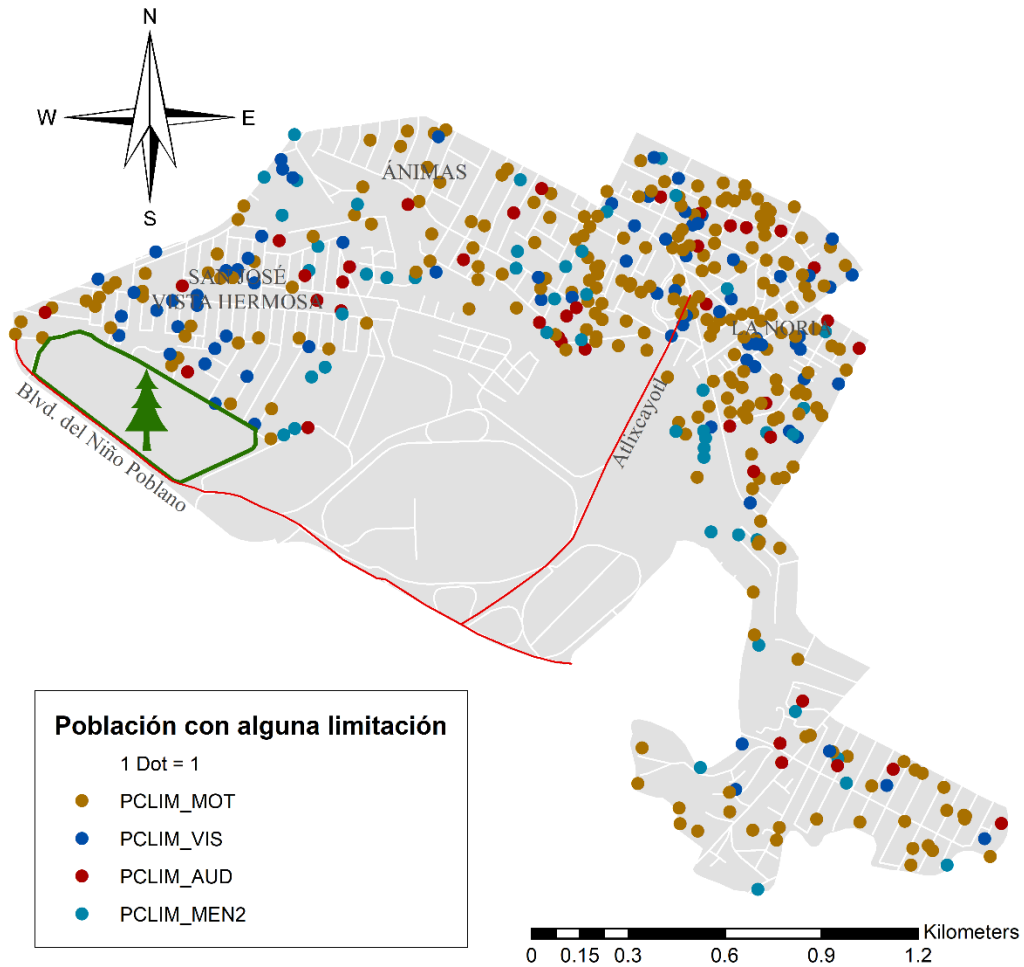 N
W E
S
ÁNIMAS
SAN JOSÉ
VISTA HERMOSA
LA NORI
Atlixcayotl
Blvd. del Niño Poblano
Población con alguna limitación
1 Dot = 1
PCLIM_MOT
PCLIM_VIS
PCLIM_AUD
PCLIM_MEN2
Kilometers
0 0.15 0.3 0.6 0.9 1.2